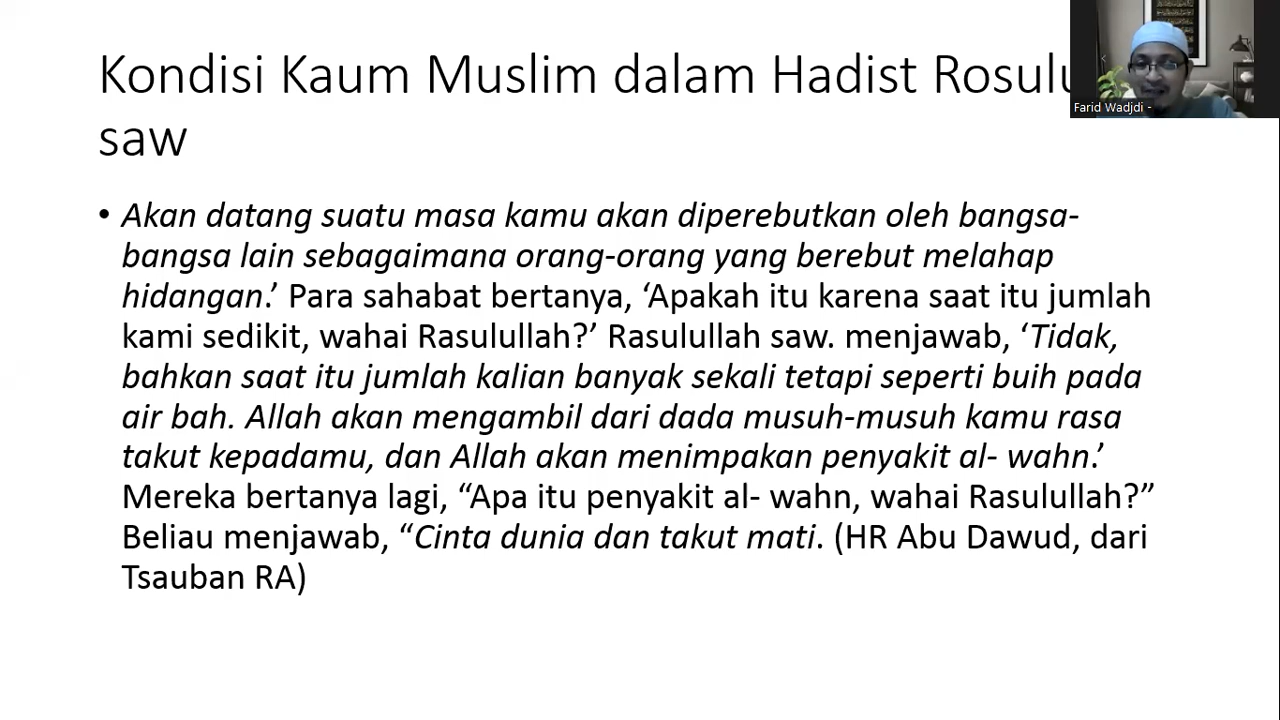 Kondisi Kaum Muslim dalam Hadist
saw
• Akan datang suatu masa kamu akan diperebutkan oleh bangsa-
bangsa lain sebagaimana orang-orang yang berebut melahap
hidangan.’ Para sahabat bertanya, ‘Apakah itu karena saat itu jumlah
kami sedikit, wahai Rasulullah?’ Rasulullah saw. menjawab, ‘Tidak,
bahkan saat itu jumlah kalian banyak sekali tetapi seperti buih pada
air bah. Allah akan mengambil dari dada musuh-musuh kamu rasa
takut kepadamu, dan Allah akan menimpakan penyakit al- wahn.’
Mereka bertanya lagi, “Apa itu penyakit al- wahn, wahai Rasulullah?”
Beliau menjawab, “Cinta dunia dan takut mati. (HR Abu Dawud, dari
Tsauban RA)
Farid Wadjdi -